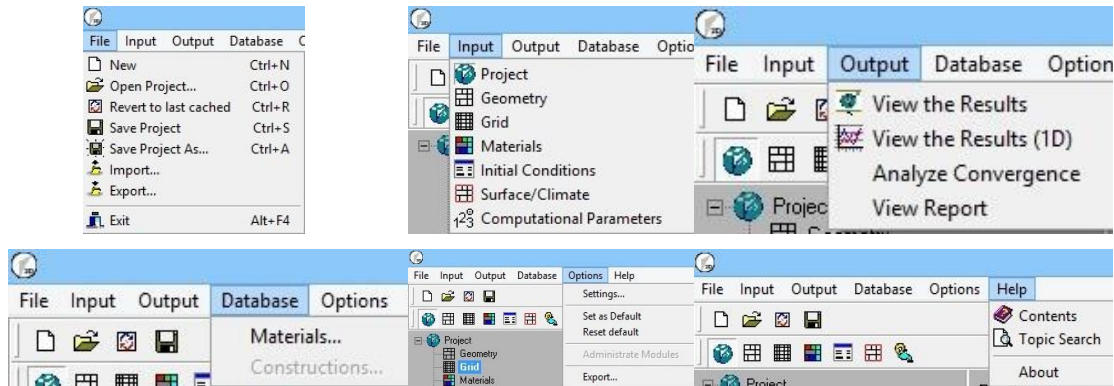 File Input Output Database
New Ctrl+N
Open Project... Ctrl+O
Revert to last cached Ctrl+R
Save Project Ctrl+S
Save Project As... Ctrl+A
Import...
Export...
Exit Alt+F4
File Input Output Database Optio
Project
Geometry
Grid
Materials
Initial Conditions
Surface/Climate
Computational Parameters
File Input Output Database Option
View the Results
View the Results (1D)
Analyze Convergence
View Report
Projec
File Input Output Database Options
Materials...
Constructions...
File Input Output Database Options Help
Settings...
Set as Default
Reset default
Administrate Modules
Export...
Project
Geometry
Grid
Materials
File Input Output Database Options Help
Contents
Topic Search
About
Project